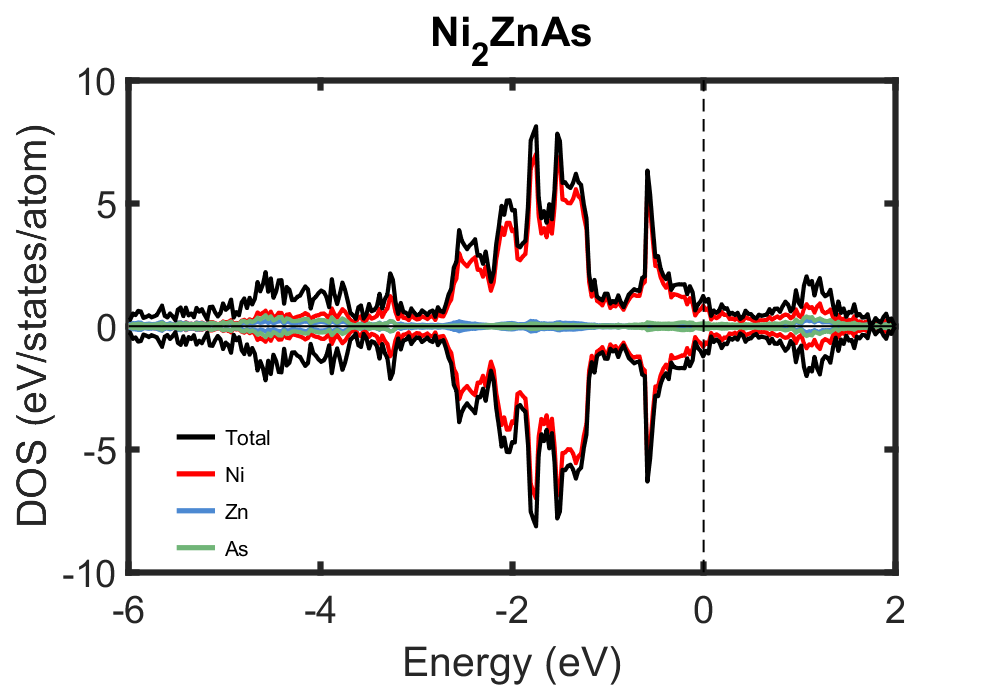 Ni2ZnAs
DOS (eV/states/atom)
10
5
0
-5
-10
Total
Ni
Zn
As
-6 -4 -2 0 2
Energy (eV)